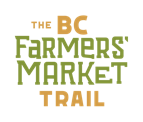 THE BC
FARMERS'
MARKET
TRAIL